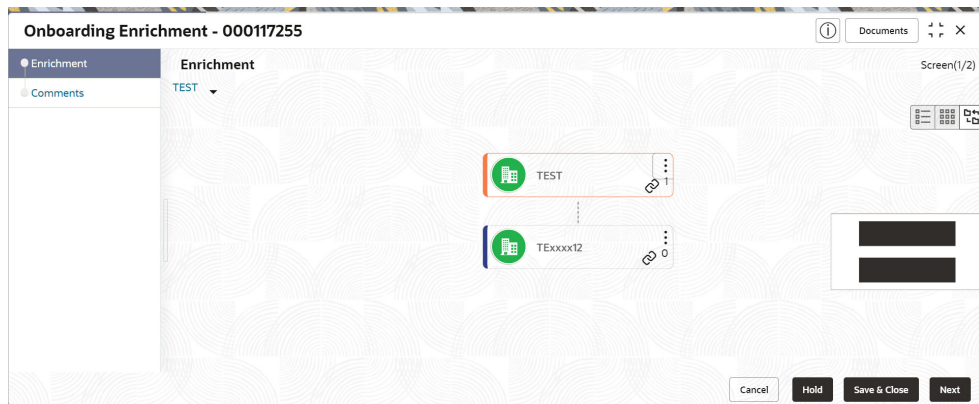 Onboarding Enrichment - 000117255
Documents
Enrichment
Comments
Enrichment
Screen(1/2)
TEST
TEST
1
TExxxx12
0
Cancel
Hold
Save & Close
Next